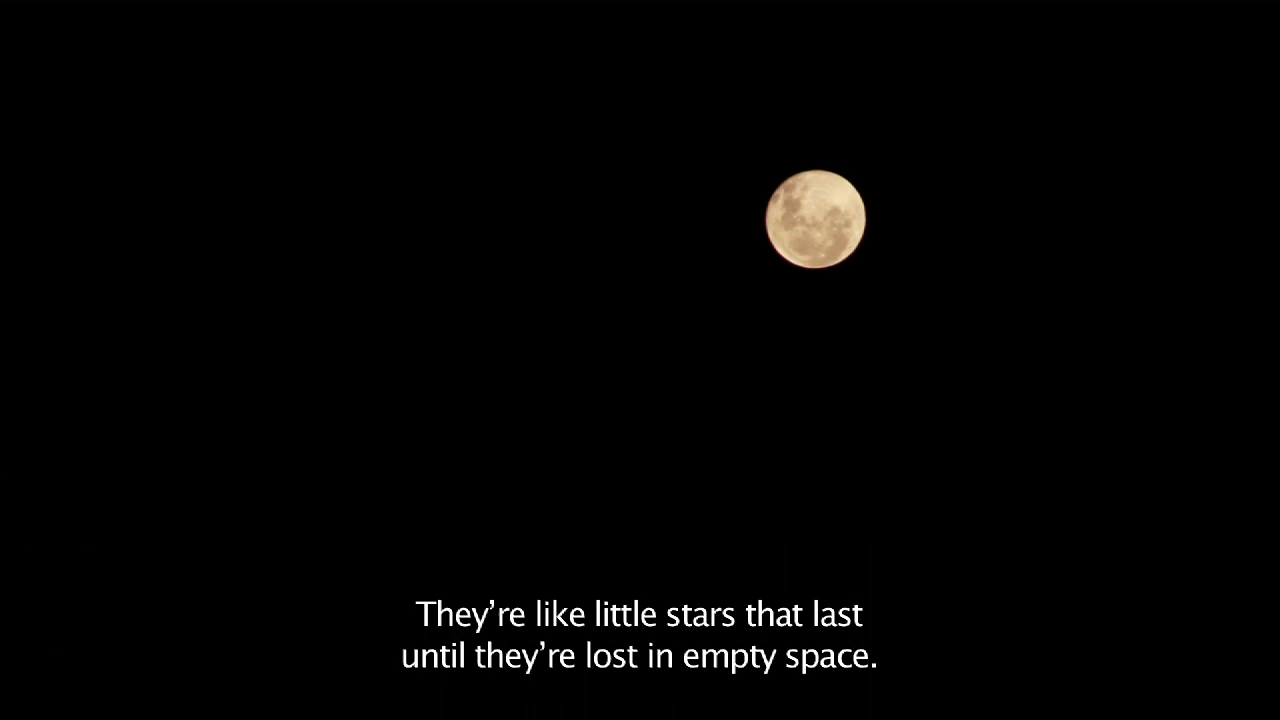 They’re like little stars that last
until they’re lost in empty space.